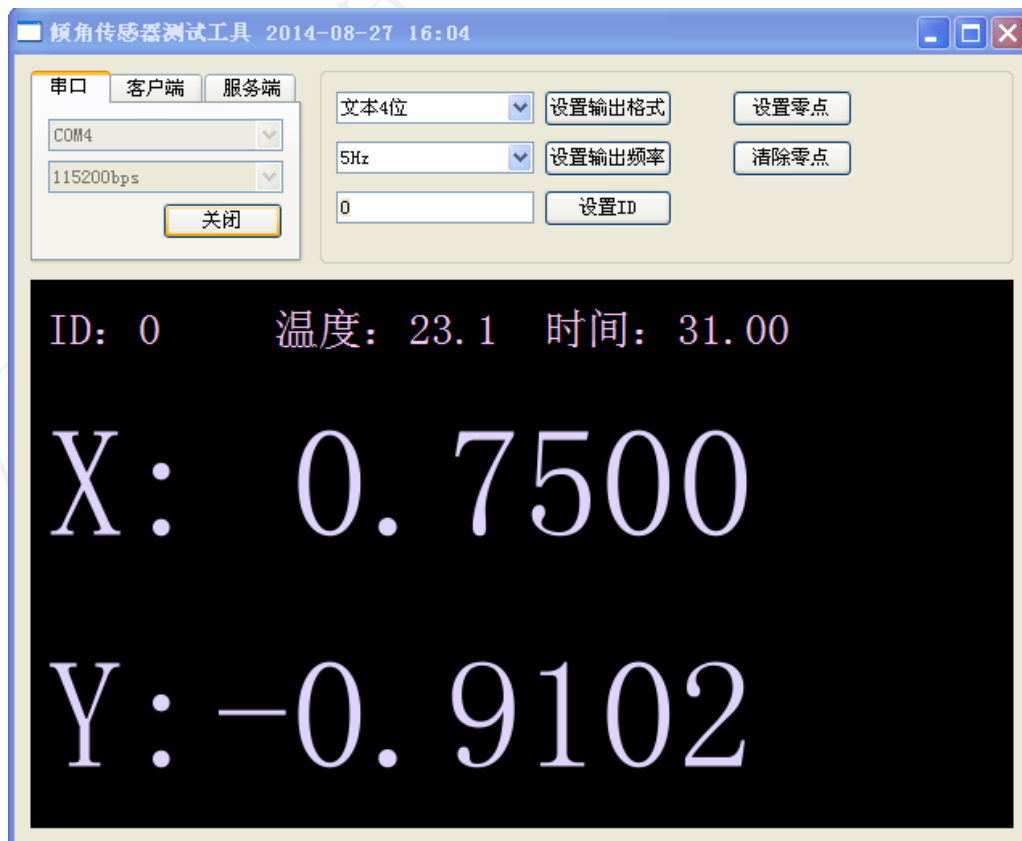 倾角传感器测试工具 2014-08-27 16:04
串口 客户端 服务端
COM4
115200bps
关闭
文本4位 设置输出格式 设置零点
5Hz 设置输出频率 清除零点
0 设置ID
ID: 0 温度: 23.1 时间: 31.00
X: 0.7500
Y:-0.9102